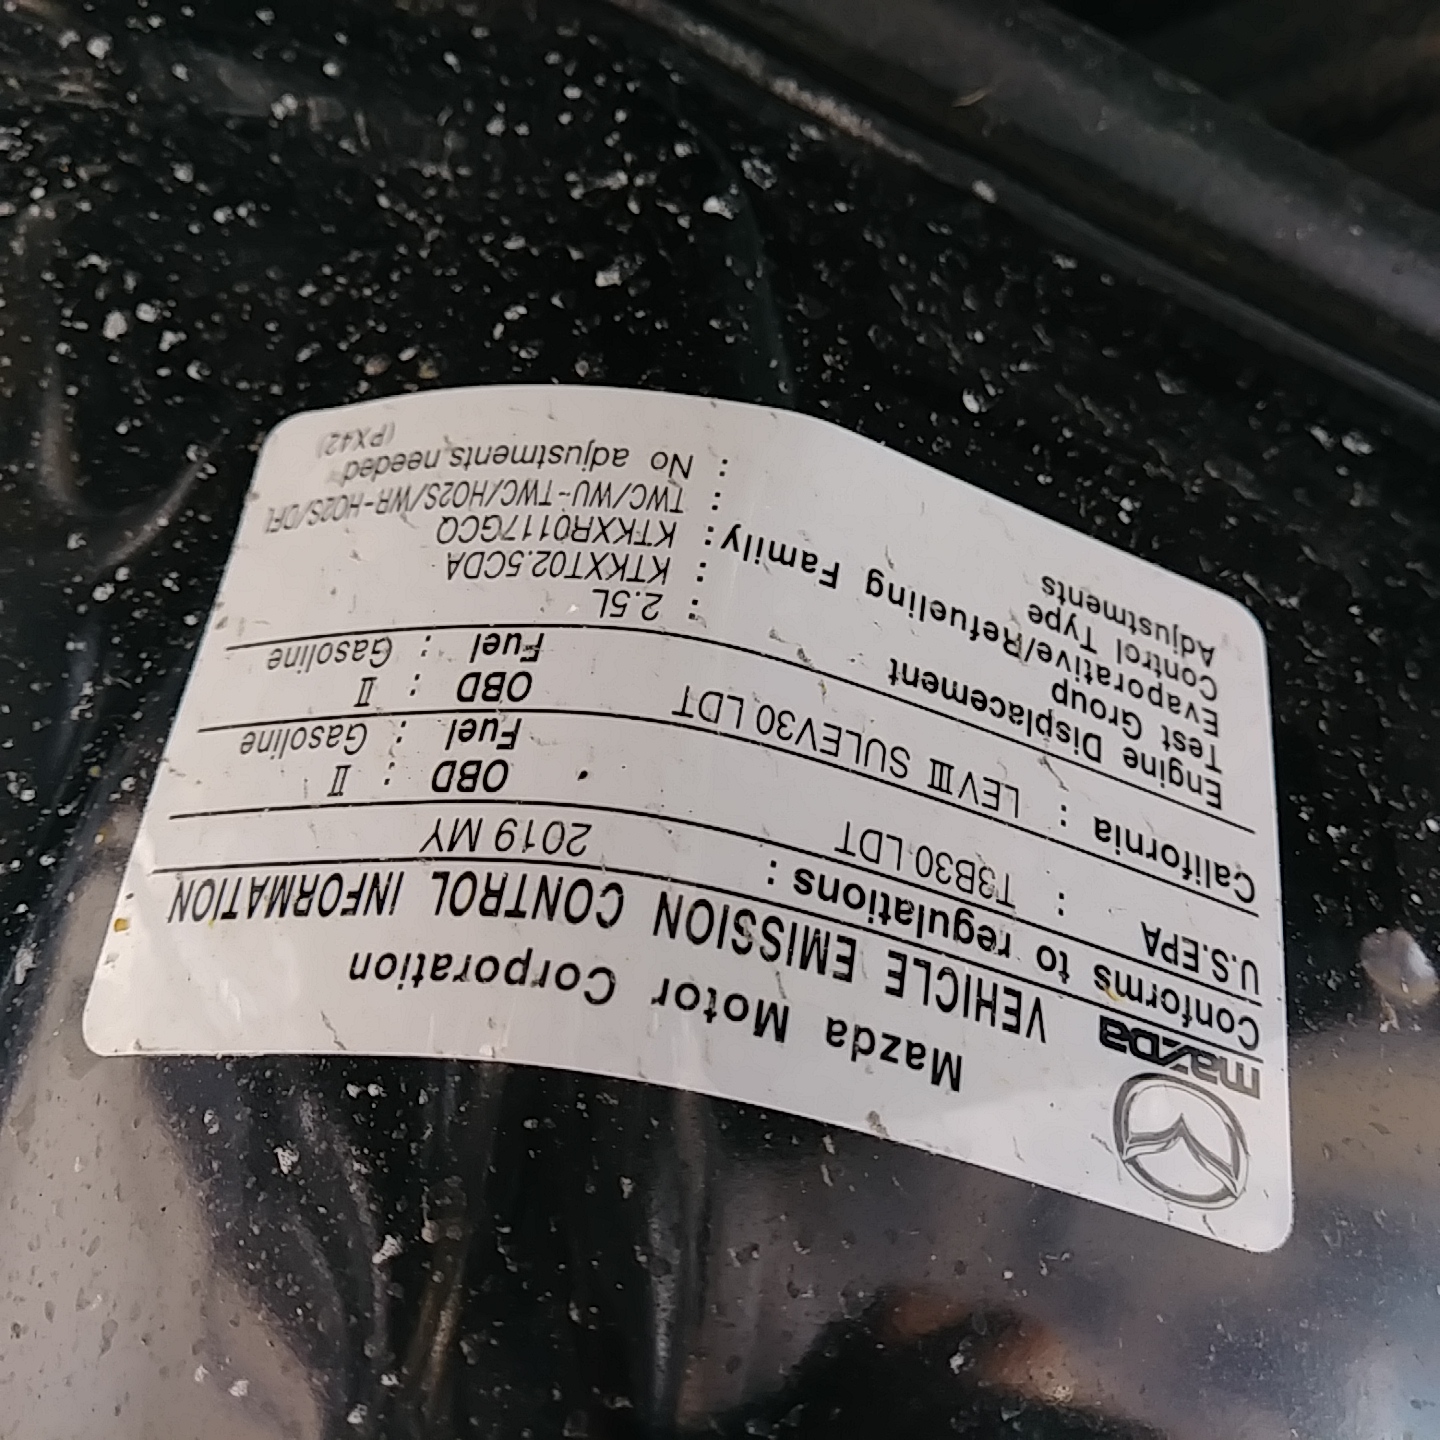 mazda
Mazda Motor Corporation
VEHICLE EMISSION CONTROL INFORMATION
Conforms to regulations : 2019 MY
U.S.EPA : T3B30 LDT OBD : II
Fuel : Gasoline
California : LEVIII SULEV30 LDT OBD : II
Fuel : Gasoline
Engine Displacement : 2.5L
Test Group : KTKXT02.5CDA
Evaporative/Refueling Family : KTKXR0117GCQ
Control Type : TWC/WU-TWC/HO2S/WR-HO2S/DFI
Adjustments : No adjustments needed
(PX42)